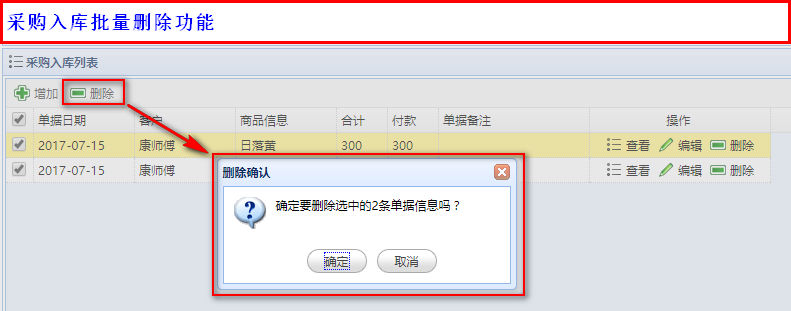 采购入库批量删除功能
采购入库列表
增加 删除
单据日期 客户 商品信息 合计 付款 单据备注 操作
2017-07-15 康师傅 日落黄 300 300 查看 编辑 删除
2017-07-15 康师傅 查看 编辑 删除
删除确认
确定要删除选中的2条单据信息吗？
确定 取消